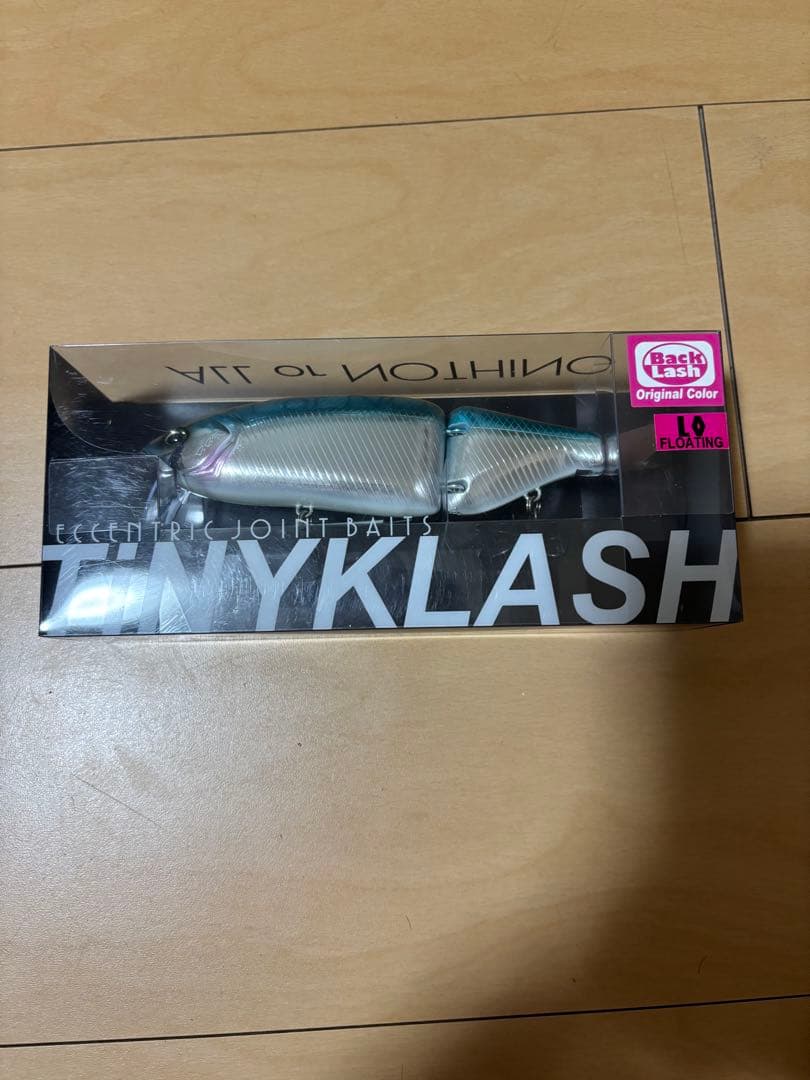 ALL or NOTHING
Back
Lash
Original Color
LO
FLOATING
ECCENTRIC JOINT BAITS
TiNYKLASH